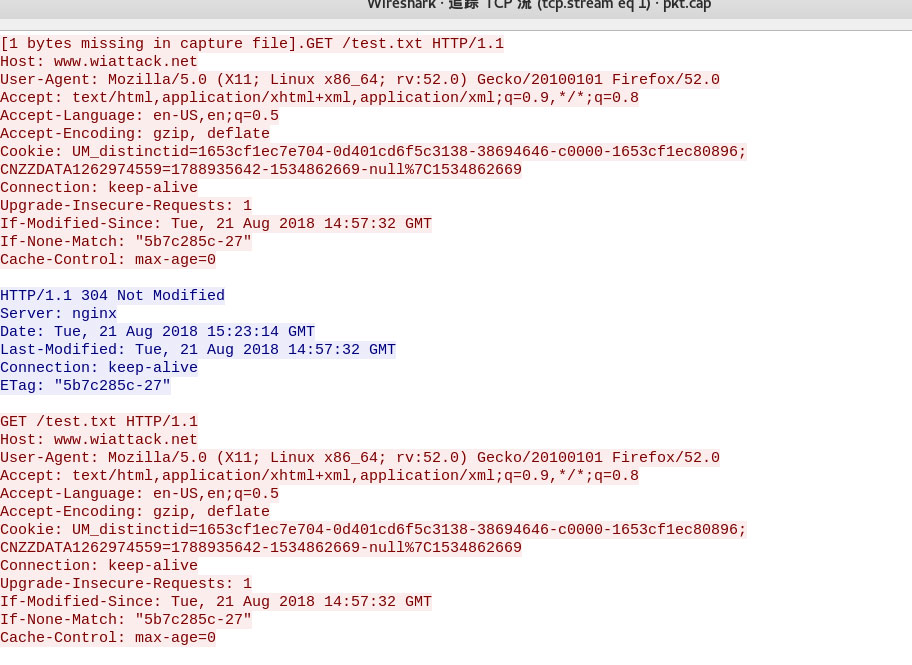 Wireshark · 追踪 TCP 流 (tcp.stream eq 1) · pkt.cap
[1 bytes missing in capture file].GET /test.txt HTTP/1.1
Host: www.wiattack.net
User-Agent: Mozilla/5.0 (X11; Linux x86_64; rv:52.0) Gecko/20100101 Firefox/52.0
Accept: text/html,application/xhtml+xml,application/xml;q=0.9,*/*;q=0.8
Accept-Language: en-US,en;q=0.5
Accept-Encoding: gzip, deflate
Cookie: UM_distinctid=1653cf1ec7e704-0d401cd6f5c3138-38694646-c0000-1653cf1ec80896;
CNZZDATA1262974559=1788935642-1534862669-null%7C1534862669
Connection: keep-alive
Upgrade-Insecure-Requests: 1
If-Modified-Since: Tue, 21 Aug 2018 14:57:32 GMT
If-None-Match: "5b7c285c-27"
Cache-Control: max-age=0
HTTP/1.1 304 Not Modified
Server: nginx
Date: Tue, 21 Aug 2018 15:23:14 GMT
Last-Modified: Tue, 21 Aug 2018 14:57:32 GMT
Connection: keep-alive
ETag: "5b7c285c-27"
GET /test.txt HTTP/1.1
Host: www.wiattack.net
User-Agent: Mozilla/5.0 (X11; Linux x86_64; rv:52.0) Gecko/20100101 Firefox/52.0
Accept: text/html,application/xhtml+xml,application/xml;q=0.9,*/*;q=0.8
Accept-Language: en-US,en;q=0.5
Accept-Encoding: gzip, deflate
Cookie: UM_distinctid=1653cf1ec7e704-0d401cd6f5c3138-38694646-c0000-1653cf1ec80896;
CNZZDATA1262974559=1788935642-1534862669-null%7C1534862669
Connection: keep-alive
Upgrade-Insecure-Requests: 1
If-Modified-Since: Tue, 21 Aug 2018 14:57:32 GMT
If-None-Match: "5b7c285c-27"
Cache-Control: max-age=0